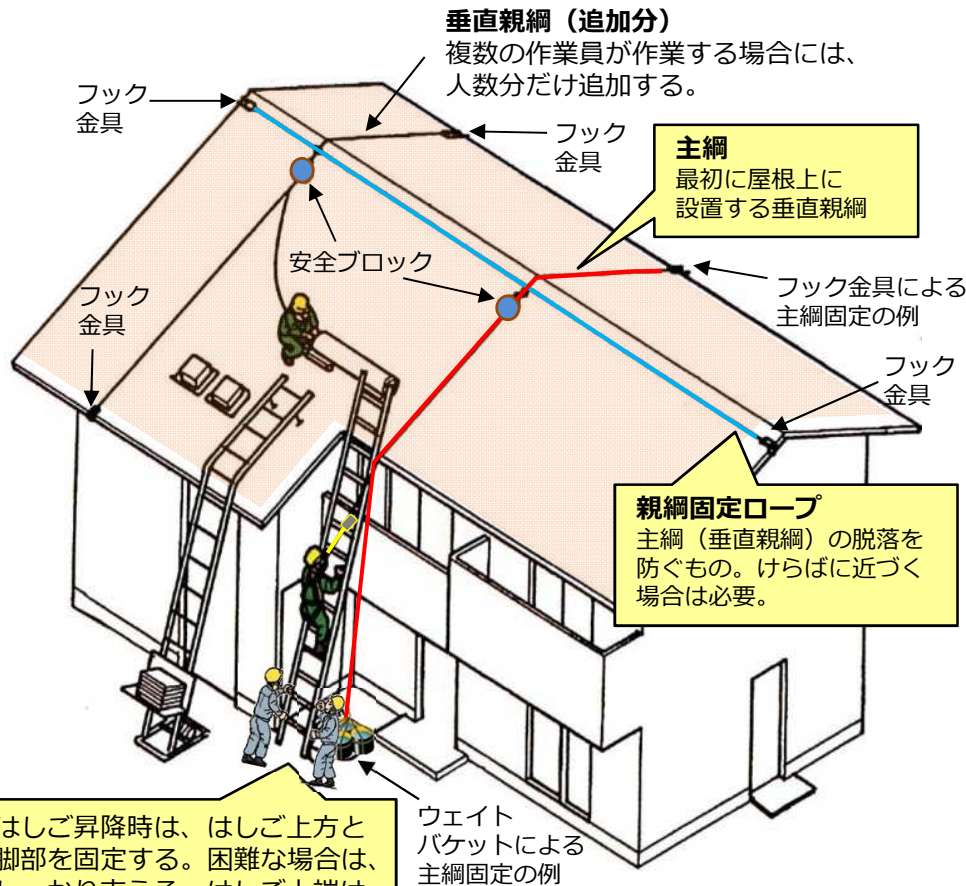 垂直親綱（追加分）
複数の作業員が作業する場合には、
人数分だけ追加する。
フック
金具
フック
金具
主綱
最初に屋根上に
設置する垂直親綱
安全ブロック
フック金具による
主綱固定の例
フック
金具
フック
金具
親綱固定ロープ
主綱（垂直親綱）の脱落を
防ぐもの。けらばに近づく
場合は必要。
はしご昇降時は、はしご上方と
脚部を固定する。困難な場合は、
ウェイト
バケットによる
主綱固定の例